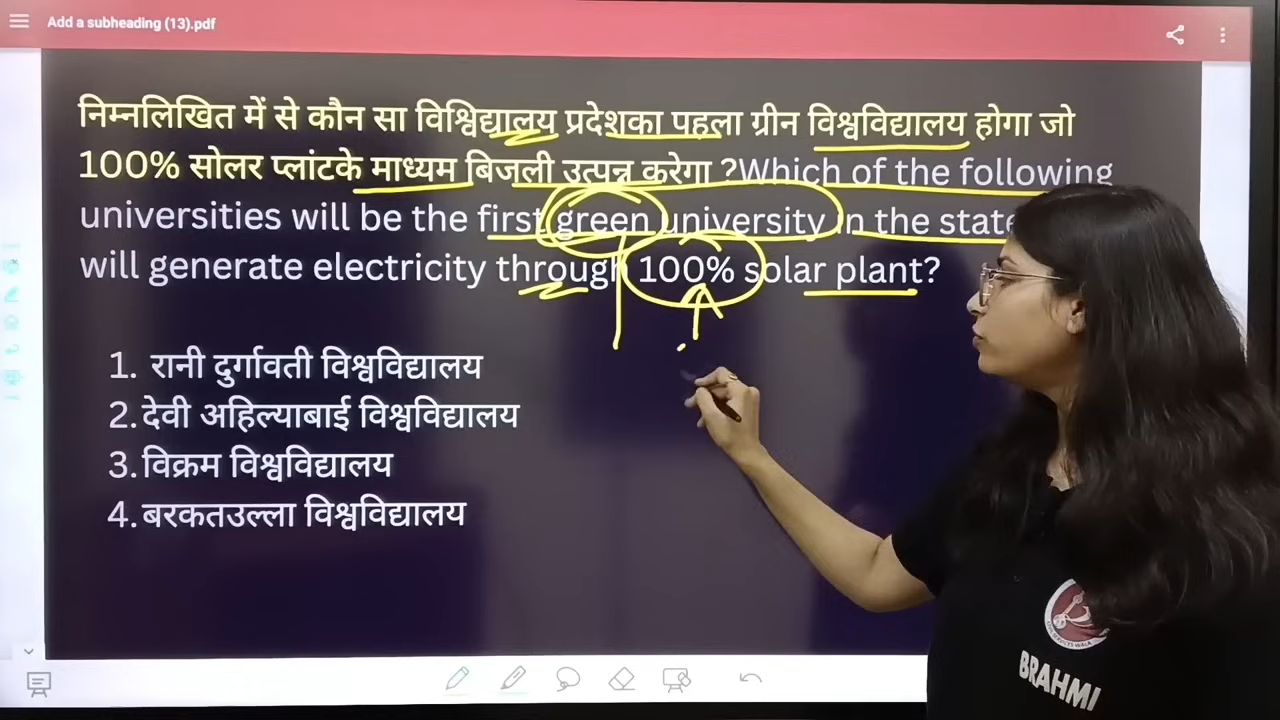 Add a subheading (13).pdf
निम्नलिखित में से कौन सा विश्विद्यालय प्रदेशका पहला ग्रीन विश्वविद्यालय होगा जो
100% सोलर प्लांटके माध्यम बिजली उत्पन्न करेगा ?Which of the following
universities will be the first green university in the state
will generate electricity through 100% solar plant?
1. रानी दुर्गावती विश्वविद्यालय
2. देवी अहिल्याबाई विश्वविद्यालय
3. विक्रम विश्वविद्यालय
4. बरकतउल्ला विश्वविद्यालय
BRAHMI